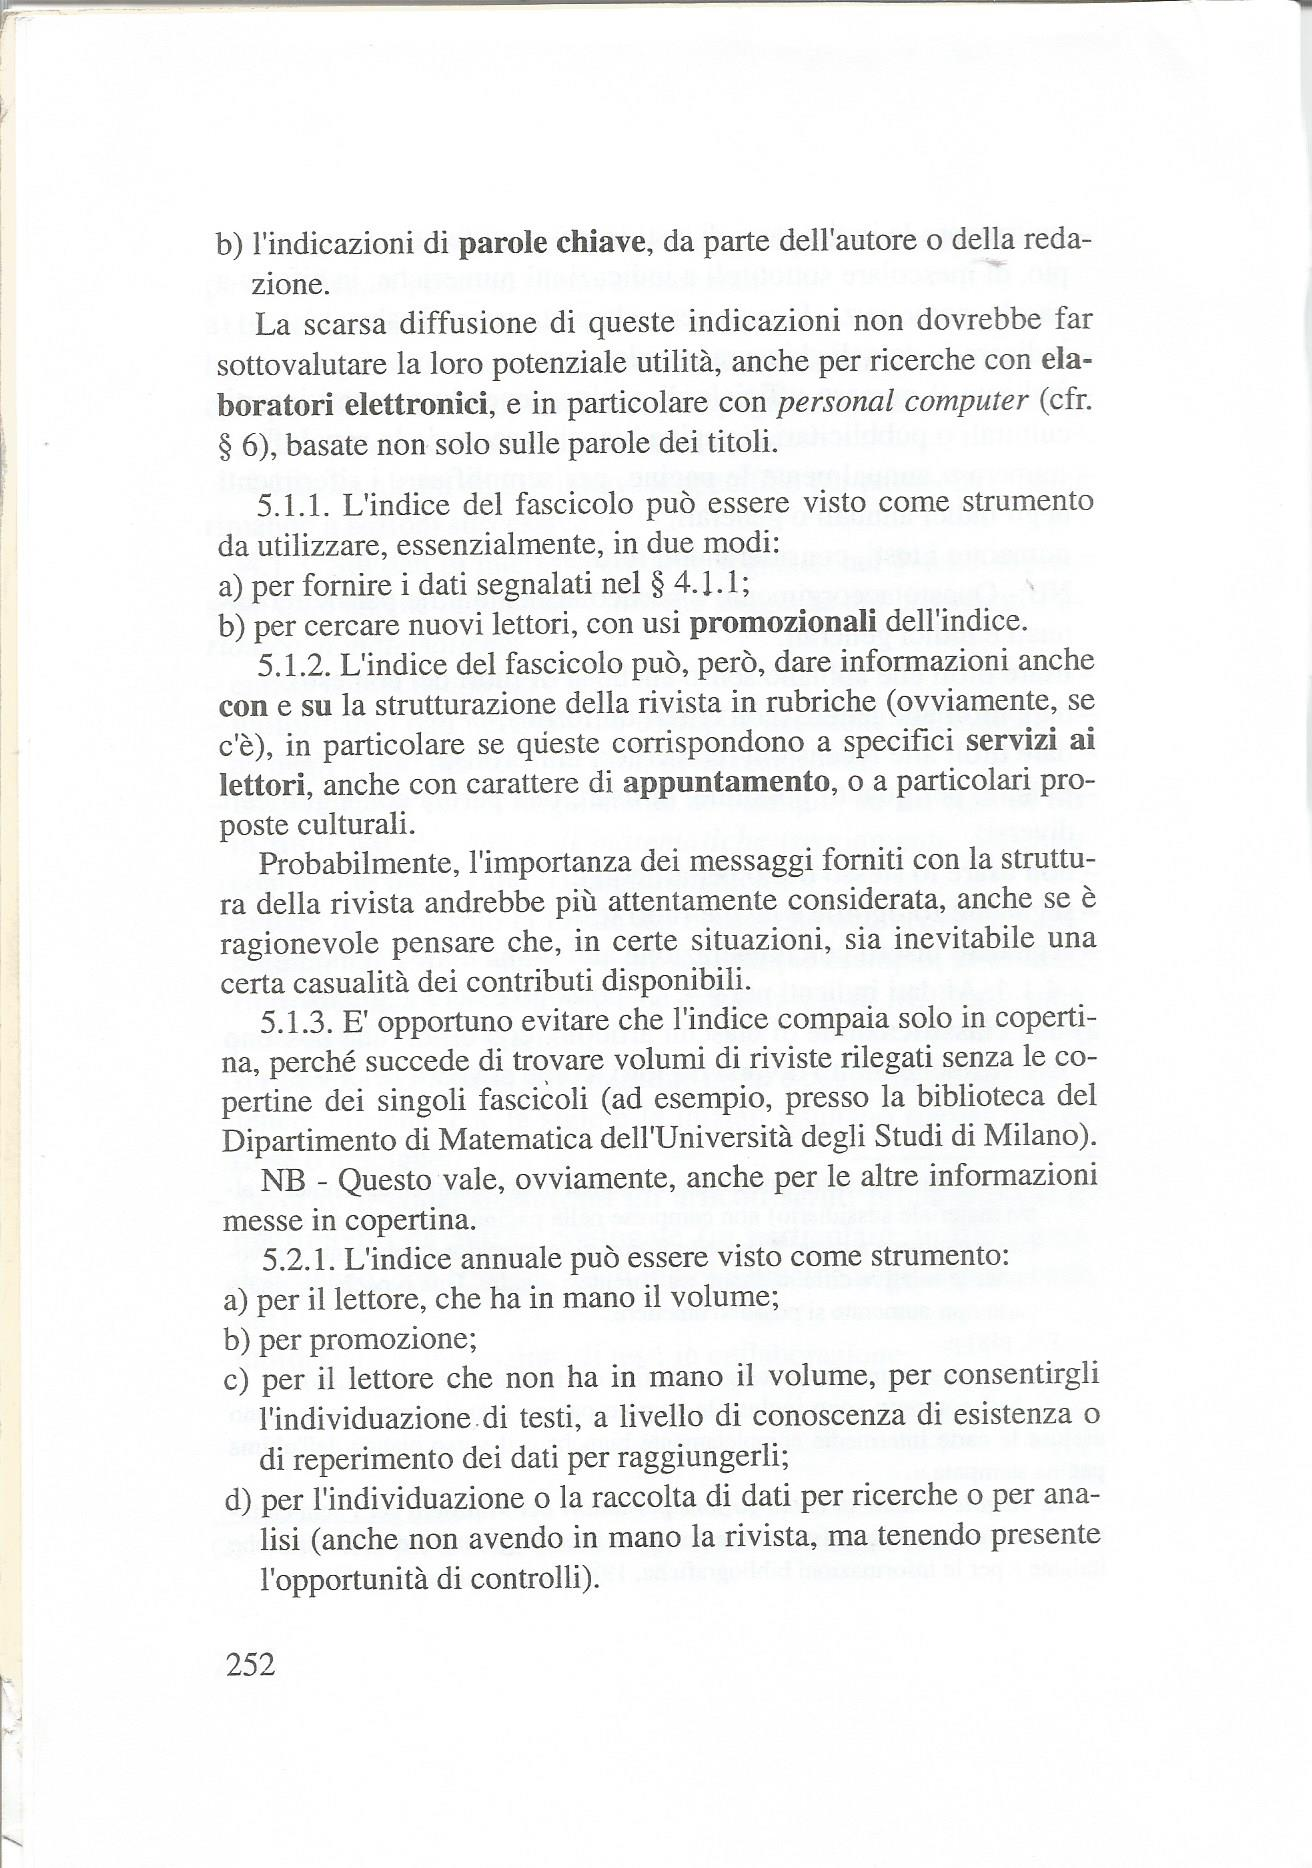 b) l'indicazioni di parole chiave, da parte dell'autore o della reda-
zione.
La scarsa diffusione di queste indicazioni non dovrebbe far
sottovalutare la loro potenziale utilità, anche per ricerche con ela-
boratori elettronici, e in particolare con personal computer (cfr.
§ 6), basate non solo sulle parole dei titoli.
5.1.1. L'indice del fascicolo può essere visto come strumento
da utilizzare, essenzialmente, in due modi:
a) per fornire i dati segnalati nel § 4.1.1;
b) per cercare nuovi lettori, con usi promozionali dell'indice.
5.1.2. L'indice del fascicolo può, però, dare informazioni anche
con e su la strutturazione della rivista in rubriche (ovviamente, se
c'è), in particolare se queste corrispondono a specifici servizi ai
lettori, anche con carattere di appuntamento, o a particolari pro-
poste culturali.
Probabilmente, l'importanza dei messaggi forniti con la struttu-
ra della rivista andrebbe più attentamente considerata, anche se è
ragionevole pensare che, in certe situazioni, sia inevitabile una
certa casualità dei contributi disponibili.
5.1.3. E' opportuno evitare che l'indice compaia solo in coperti-
na, perché succede di trovare volumi di riviste rilegati senza le co-
pertine dei singoli fascicoli (ad esempio, presso la biblioteca del
Dipartimento di Matematica dell'Università degli Studi di Milano).
NB - Questo vale, ovviamente, anche per le altre informazioni
messe in copertina.
5.2.1. L'indice annuale può essere visto come strumento:
a) per il lettore, che ha in mano il volume;
b) per promozione;
c) per il lettore che non ha in mano il volume, per consentirgli
l'individuazione di testi, a livello di conoscenza di esistenza o
di reperimento dei dati per raggiungerli;
d) per l'individuazione o la raccolta di dati per ricerche o per ana-
lisi (anche non avendo in mano la rivista, ma tenendo presente
l'opportunità di controlli).
252